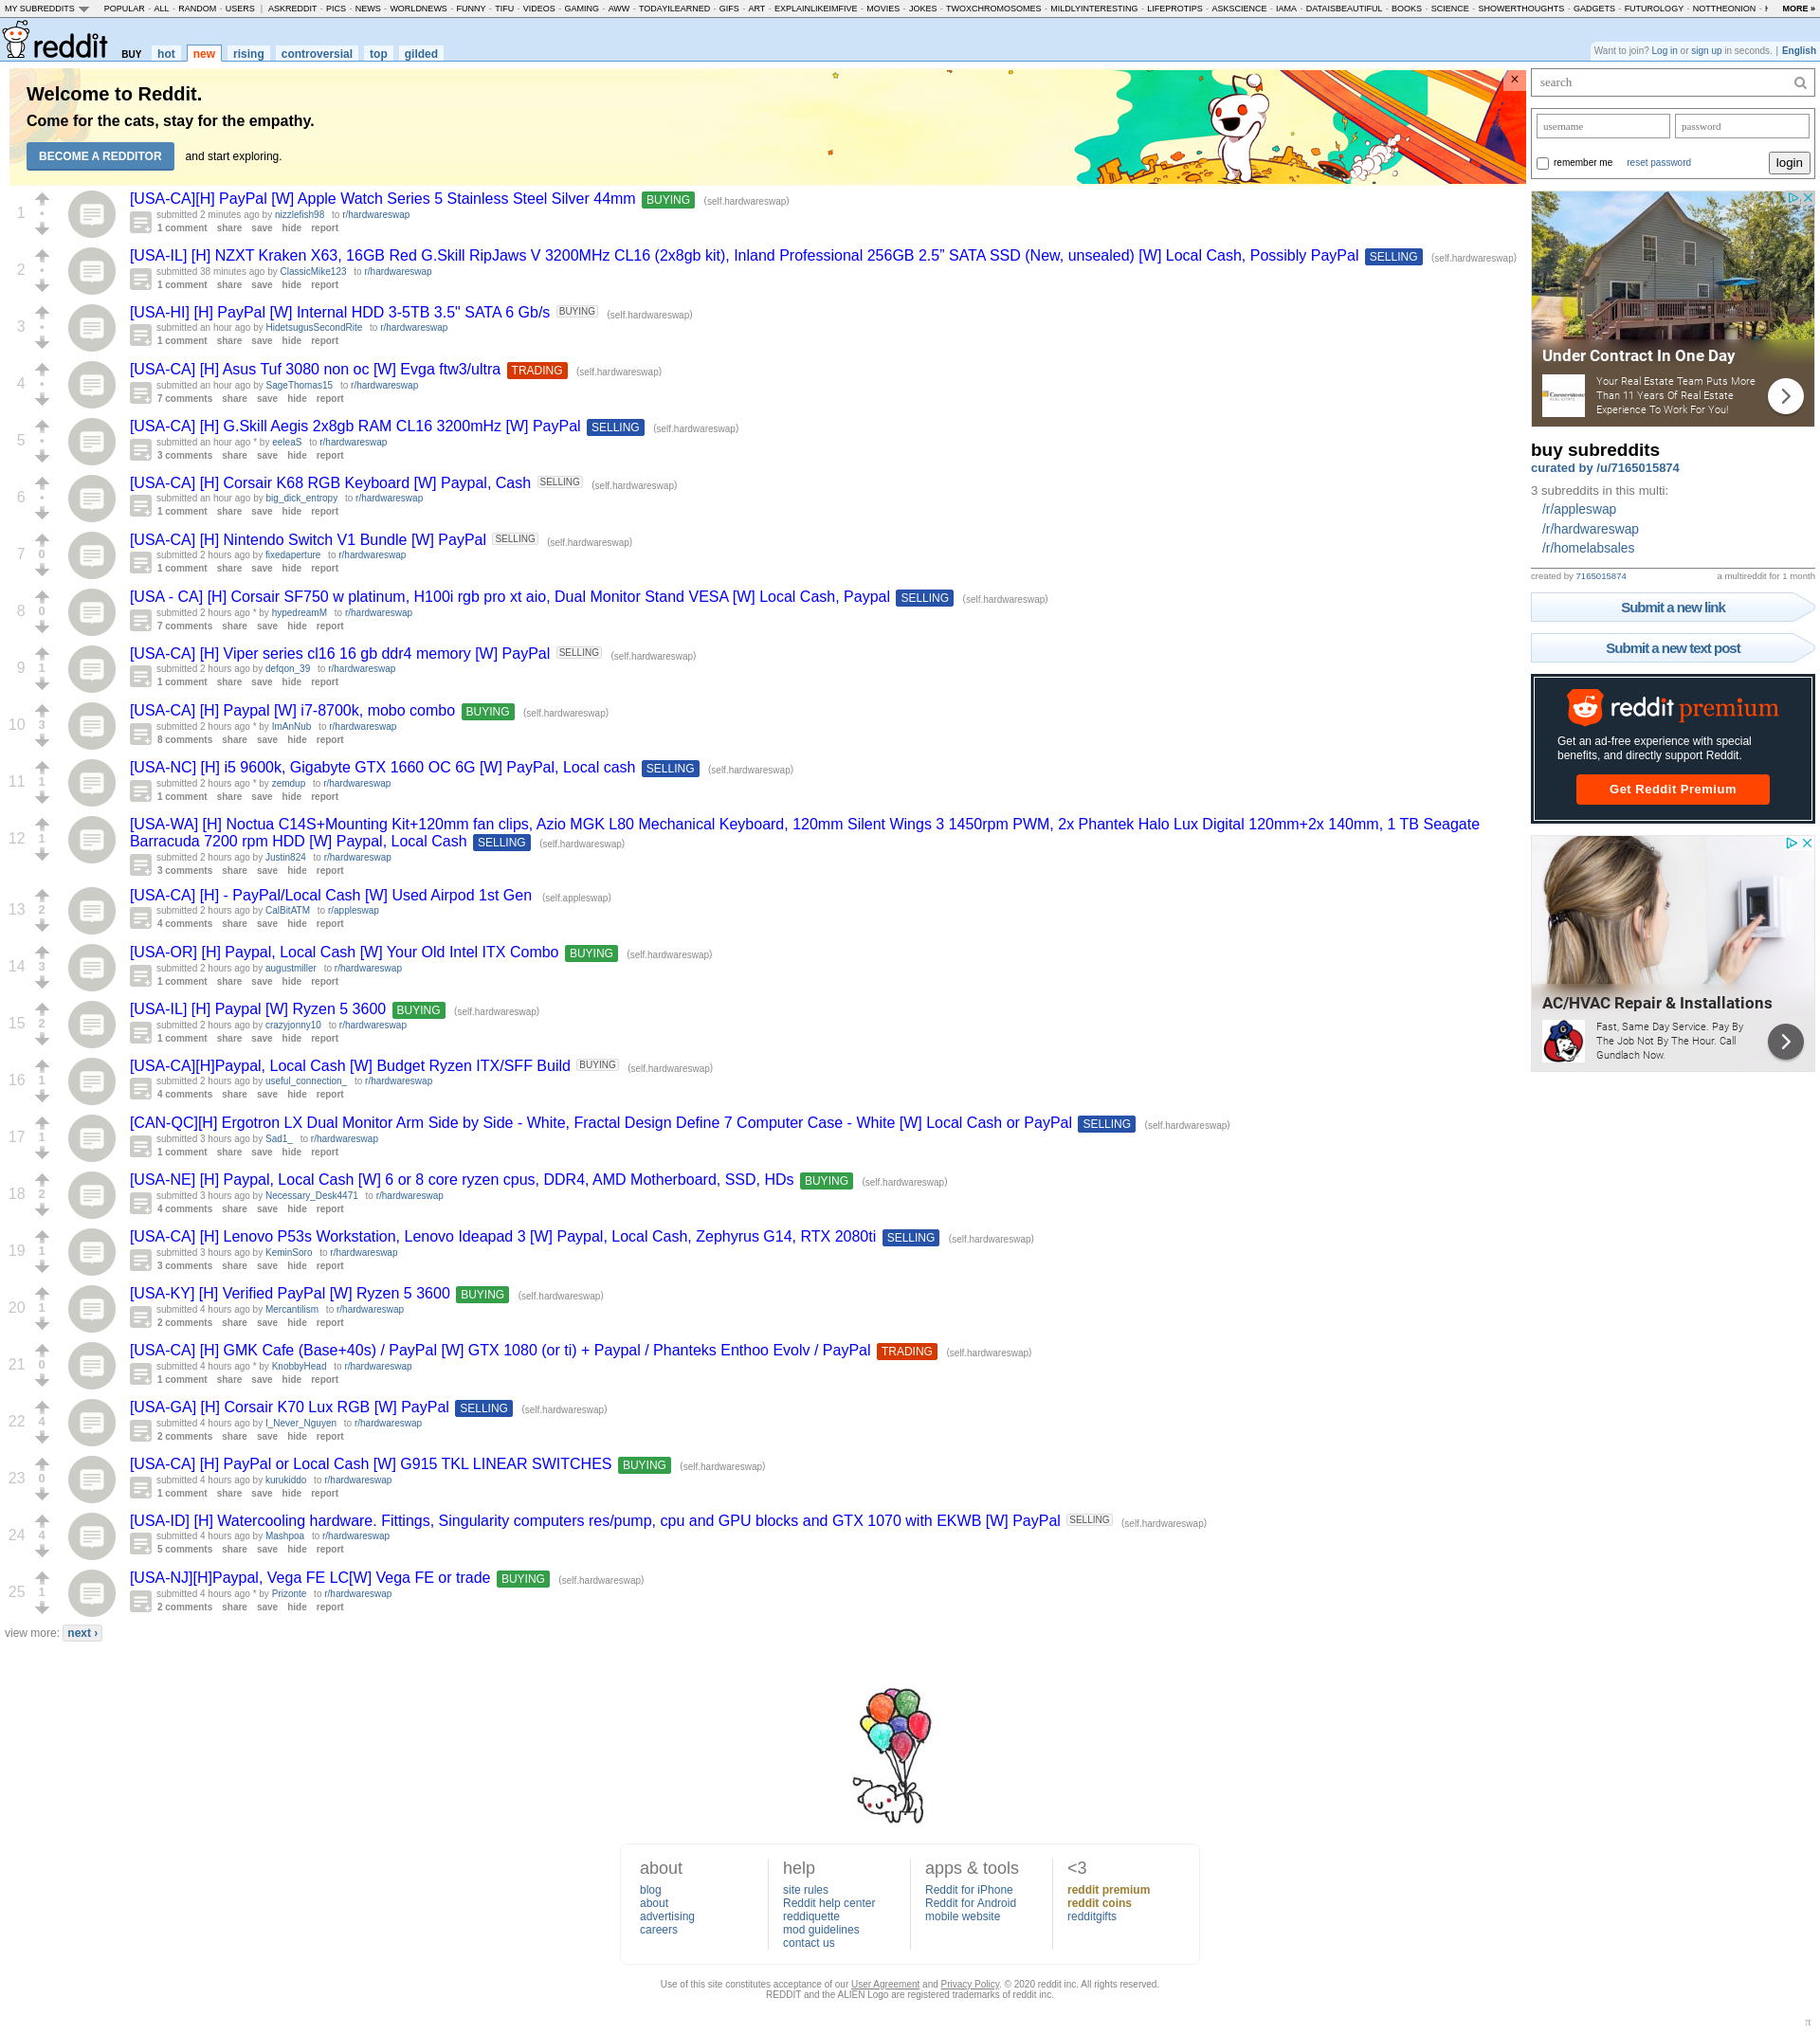 MY SUBREDDITS POPULAR - ALL - RANDOM - USERS | ASKREDDIT - PICS - NEWS - WORLDNEWS - FUNNY - TIFU - VIDEOS - GAMING - AWW - TODAYILEARNED - GIFS - ART - EXPLAINLIKEIMFIVE - MOVIES - JOKES - TWOXCHROMOSOMES - MILDLYINTERESTING - LIFEPROTIPS - ASKSCIENCE - IAMA - DATAISBEAUTIFUL - BOOKS - SCIENCE - SHOWERTHOUGHTS - GADGETS - FUTUROLOGY - NOTTHEONION - MORE »
reddit BUY hot new rising controversial top gilded
Want to join? Log in or sign up in seconds. | English
Welcome to Reddit.
Come for the cats, stay for the empathy.
BECOME A REDDITOR and start exploring.
1
[USA-CA][H] PayPal [W] Apple Watch Series 5 Stainless Steel Silver 44mm BUYING (self.hardwareswap)
submitted 2 minutes ago by nizzlefish98 to r/hardwareswap
1 comment share save hide report
2
[USA-IL] [H] NZXT Kraken X63, 16GB Red G.Skill RipJaws V 3200MHz CL16 (2x8gb kit), Inland Professional 256GB 2.5" SATA SSD (New, unsealed) [W] Local Cash, Possibly PayPal SELLING (self.hardwareswap)
submitted 38 minutes ago by ClassicMike123 to r/hardwareswap
1 comment share save hide report
3
[USA-HI] [H] PayPal [W] Internal HDD 3-5TB 3.5" SATA 6 Gb/s BUYING (self.hardwareswap)
submitted an hour ago by HidetsugusSecondRite to r/hardwareswap
1 comment share save hide report
4
[USA-CA] [H] Asus Tuf 3080 non oc [W] Evga ftw3/ultra TRADING (self.hardwareswap)
submitted an hour ago by SageThomas15 to r/hardwareswap
7 comments share save hide report
5
[USA-CA] [H] G.Skill Aegis 2x8gb RAM CL16 3200mHz [W] PayPal SELLING (self.hardwareswap)
submitted an hour ago * by eeleaS to r/hardwareswap
3 comments share save hide report
6
[USA-CA] [H] Corsair K68 RGB Keyboard [W] Paypal, Cash SELLING (self.hardwareswap)
submitted an hour ago by big_dick_entropy to r/hardwareswap
1 comment share save hide report
7 0
[USA-CA] [H] Nintendo Switch V1 Bundle [W] PayPal SELLING (self.hardwareswap)
submitted 2 hours ago by fixedaperture to r/hardwareswap
1 comment share save hide report
8 0
[USA - CA] [H] Corsair SF750 w platinum, H100i rgb pro xt aio, Dual Monitor Stand VESA [W] Local Cash, Paypal SELLING (self.hardwareswap)
submitted 2 hours ago * by hypedreamM to r/hardwareswap
7 comments share save hide report
9 1
[USA-CA] [H] Viper series cl16 16 gb ddr4 memory [W] PayPal SELLING (self.hardwareswap)
submitted 2 hours ago by defqon_39 to r/hardwareswap
1 comment share save hide report
10 3
[USA-CA] [H] Paypal [W] i7-8700k, mobo combo BUYING (self.hardwareswap)
submitted 2 hours ago * by ImAnNub to r/hardwareswap
8 comments share save hide report
11 1
[USA-NC] [H] i5 9600k, Gigabyte GTX 1660 OC 6G [W] PayPal, Local cash SELLING (self.hardwareswap)
submitted 2 hours ago * by zemdup to r/hardwareswap
1 comment share save hide report
12 1
[USA-WA] [H] Noctua C14S+Mounting Kit+120mm fan clips, Azio MGK L80 Mechanical Keyboard, 120mm Silent Wings 3 1450rpm PWM, 2x Phantek Halo Lux Digital 120mm+2x 140mm, 1 TB Seagate
Barracuda 7200 rpm HDD [W] Paypal, Local Cash SELLING (self.hardwareswap)
submitted 2 hours ago by Justin824 to r/hardwareswap
3 comments share save hide report
13 2
[USA-CA] [H] - PayPal/Local Cash [W] Used Airpod 1st Gen (self.appleswap)
submitted 2 hours ago by CalBitATM to r/appleswap
4 comments share save hide report
14 3
[USA-OR] [H] Paypal, Local Cash [W] Your Old Intel ITX Combo BUYING (self.hardwareswap)
submitted 2 hours ago by augustmiller to r/hardwareswap
1 comment share save hide report
15 2
[USA-IL] [H] Paypal [W] Ryzen 5 3600 BUYING (self.hardwareswap)
submitted 2 hours ago by crazyjonny10 to r/hardwareswap
1 comment share save hide report
16 1
[USA-CA][H]Paypal, Local Cash [W] Budget Ryzen ITX/SFF Build BUYING (self.hardwareswap)
submitted 2 hours ago by useful_connection_ to r/hardwareswap
4 comments share save hide report
17 1
[CAN-QC][H] Ergotron LX Dual Monitor Arm Side by Side - White, Fractal Design Define 7 Computer Case - White [W] Local Cash or PayPal SELLING (self.hardwareswap)
submitted 3 hours ago by Sad1_ to r/hardwareswap
1 comment share save hide report
18 2
[USA-NE] [H] Paypal, Local Cash [W] 6 or 8 core ryzen cpus, DDR4, AMD Motherboard, SSD, HDs BUYING (self.hardwareswap)
submitted 3 hours ago by Necessary_Desk4471 to r/hardwareswap
4 comments share save hide report
19 1
[USA-CA] [H] Lenovo P53s Workstation, Lenovo Ideapad 3 [W] Paypal, Local Cash, Zephyrus G14, RTX 2080ti SELLING (self.hardwareswap)
submitted 3 hours ago by KeminSoro to r/hardwareswap
3 comments share save hide report
20 1
[USA-KY] [H] Verified PayPal [W] Ryzen 5 3600 BUYING (self.hardwareswap)
submitted 4 hours ago by Mercantilism to r/hardwareswap
2 comments share save hide report
21 0
[USA-CA] [H] GMK Cafe (Base+40s) / PayPal [W] GTX 1080 (or ti) + Paypal / Phanteks Enthoo Evolv / PayPal TRADING (self.hardwareswap)
submitted 4 hours ago * by KnobbyHead to r/hardwareswap
1 comment share save hide report
22 4
[USA-GA] [H] Corsair K70 Lux RGB [W] PayPal SELLING (self.hardwareswap)
submitted 4 hours ago by I_Never_Nguyen to r/hardwareswap
2 comments share save hide report
23 0
[USA-CA] [H] PayPal or Local Cash [W] G915 TKL LINEAR SWITCHES BUYING (self.hardwareswap)
submitted 4 hours ago by kurukiddo to r/hardwareswap
1 comment share save hide report
24 4
[USA-ID] [H] Watercooling hardware. Fittings, Singularity computers res/pump, cpu and GPU blocks and GTX 1070 with EKWB [W] PayPal SELLING (self.hardwareswap)
submitted 4 hours ago by Mashpoa to r/hardwareswap
5 comments share save hide report
25 1
[USA-NJ][H]Paypal, Vega FE LC[W] Vega FE or trade BUYING (self.hardwareswap)
submitted 4 hours ago * by Prizonte to r/hardwareswap
2 comments share save hide report
view more: next ›
search
username password
remember me reset password login
Under Contract In One Day
Cornerstone
Your Real Estate Team Puts More
Than 11 Years Of Real Estate
Experience To Work For You!
buy subreddits
curated by /u/7165015874
3 subreddits in this multi:
/r/appleswap
/r/hardwareswap
/r/homelabsales
created by 7165015874 a multireddit for 1 month
Submit a new link
Submit a new text post
reddit premium
Get an ad-free experience with special
benefits, and directly support Reddit.
Get Reddit Premium
AC/HVAC Repair & Installations
Fast, Same Day Service. Pay By
The Job Not By The Hour. Call
Gundlach Now.
about
blog
about
advertising
careers
help
site rules
Reddit help center
reddiquette
mod guidelines
contact us
apps & tools
Reddit for iPhone
Reddit for Android
mobile website
<3
reddit premium
reddit coins
redditgifts
Use of this site constitutes acceptance of our User Agreement and Privacy Policy. © 2020 reddit inc. All rights reserved.
REDDIT and the ALIEN Logo are registered trademarks of reddit inc.
π